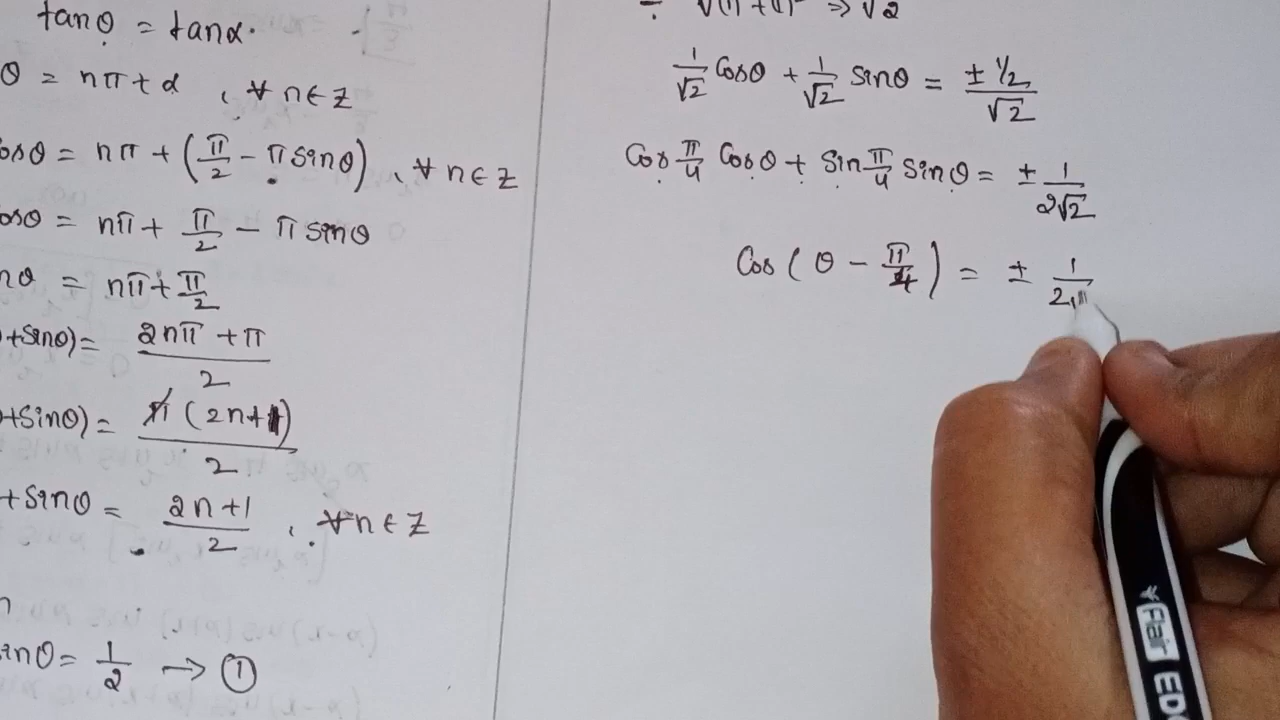 tanθ = tanα.
θ = nπ + α , ∀ n∈Z
osθ = nπ + (π/2 - π sinθ) , ∀ n∈Z
osθ = nπ + π/2 - π sinθ
nθ = nπ + π/2
+sinθ) = 2nπ + π / 2
+sinθ) = π (2n+1) / 2
+ sinθ = 2n+1 / 2 , ∀ n∈Z
inθ = 1/2 → ①
⇒ √2
1/√2 cosθ + 1/√2 sinθ = ± 1/2 / √2
Cos π/4 Cosθ + Sin π/4 Sinθ = ± 1/2√2
Cos (θ - π/4) = ± 1/2
Flair
ED